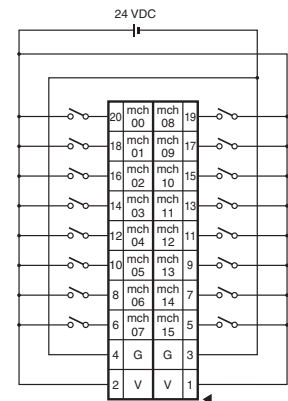 24 VDC
20 mch 00 mch 08 19
18 mch 01 mch 09 17
16 mch 02 mch 10 15
14 mch 03 mch 11 13
12 mch 04 mch 12 11
10 mch 05 mch 13 9
8 mch 06 mch 14 7
6 mch 07 mch 15 5
4 G G 3
2 V V 1